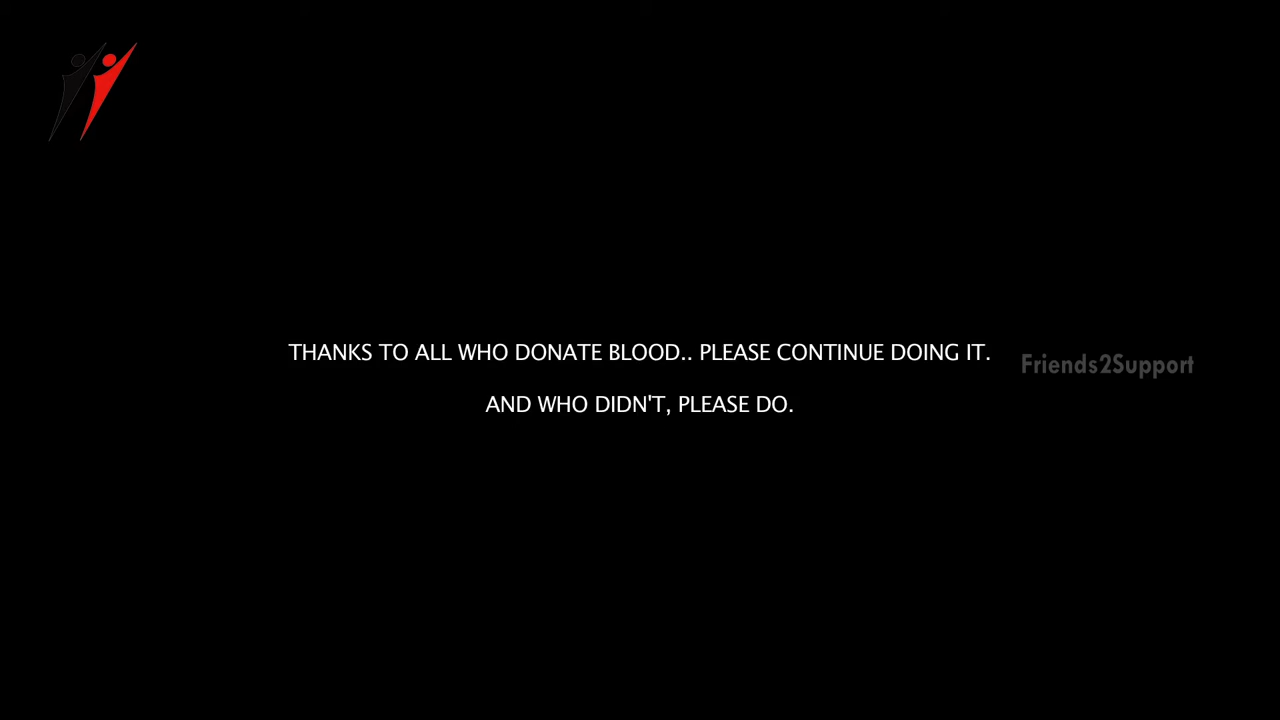 THANKS TO ALL WHO DONATE BLOOD.. PLEASE CONTINUE DOING IT.
Friends2Support
AND WHO DIDN'T, PLEASE DO.